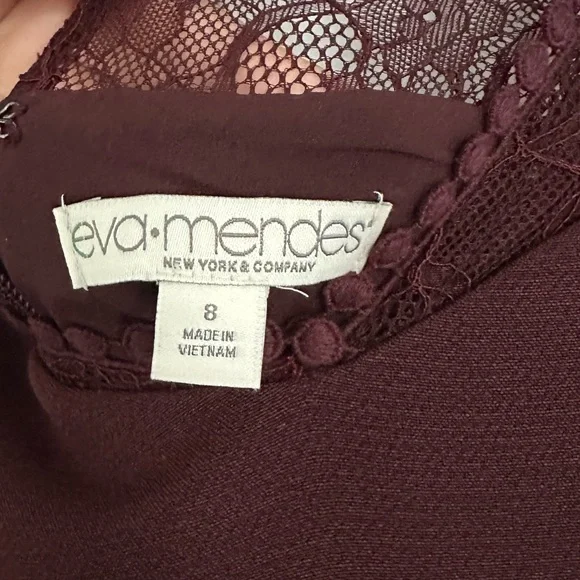 eva·mendes
NEW YORK & COMPANY
8
MADE IN
VIETNAM